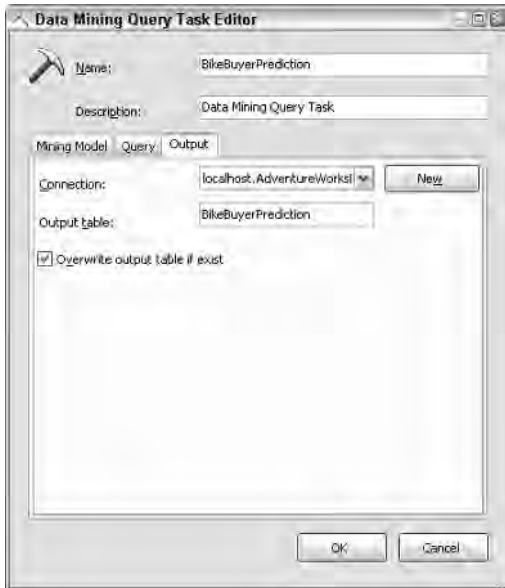 Data Mining Query Task Editor
Name: BikeBuyerPrediction
Description: Data Mining Query Task
Mining Model Query Output
Connection: localhost.AdventureWorks New
Output table: BikeBuyerPrediction
Overwrite output table if exist
OK Cancel